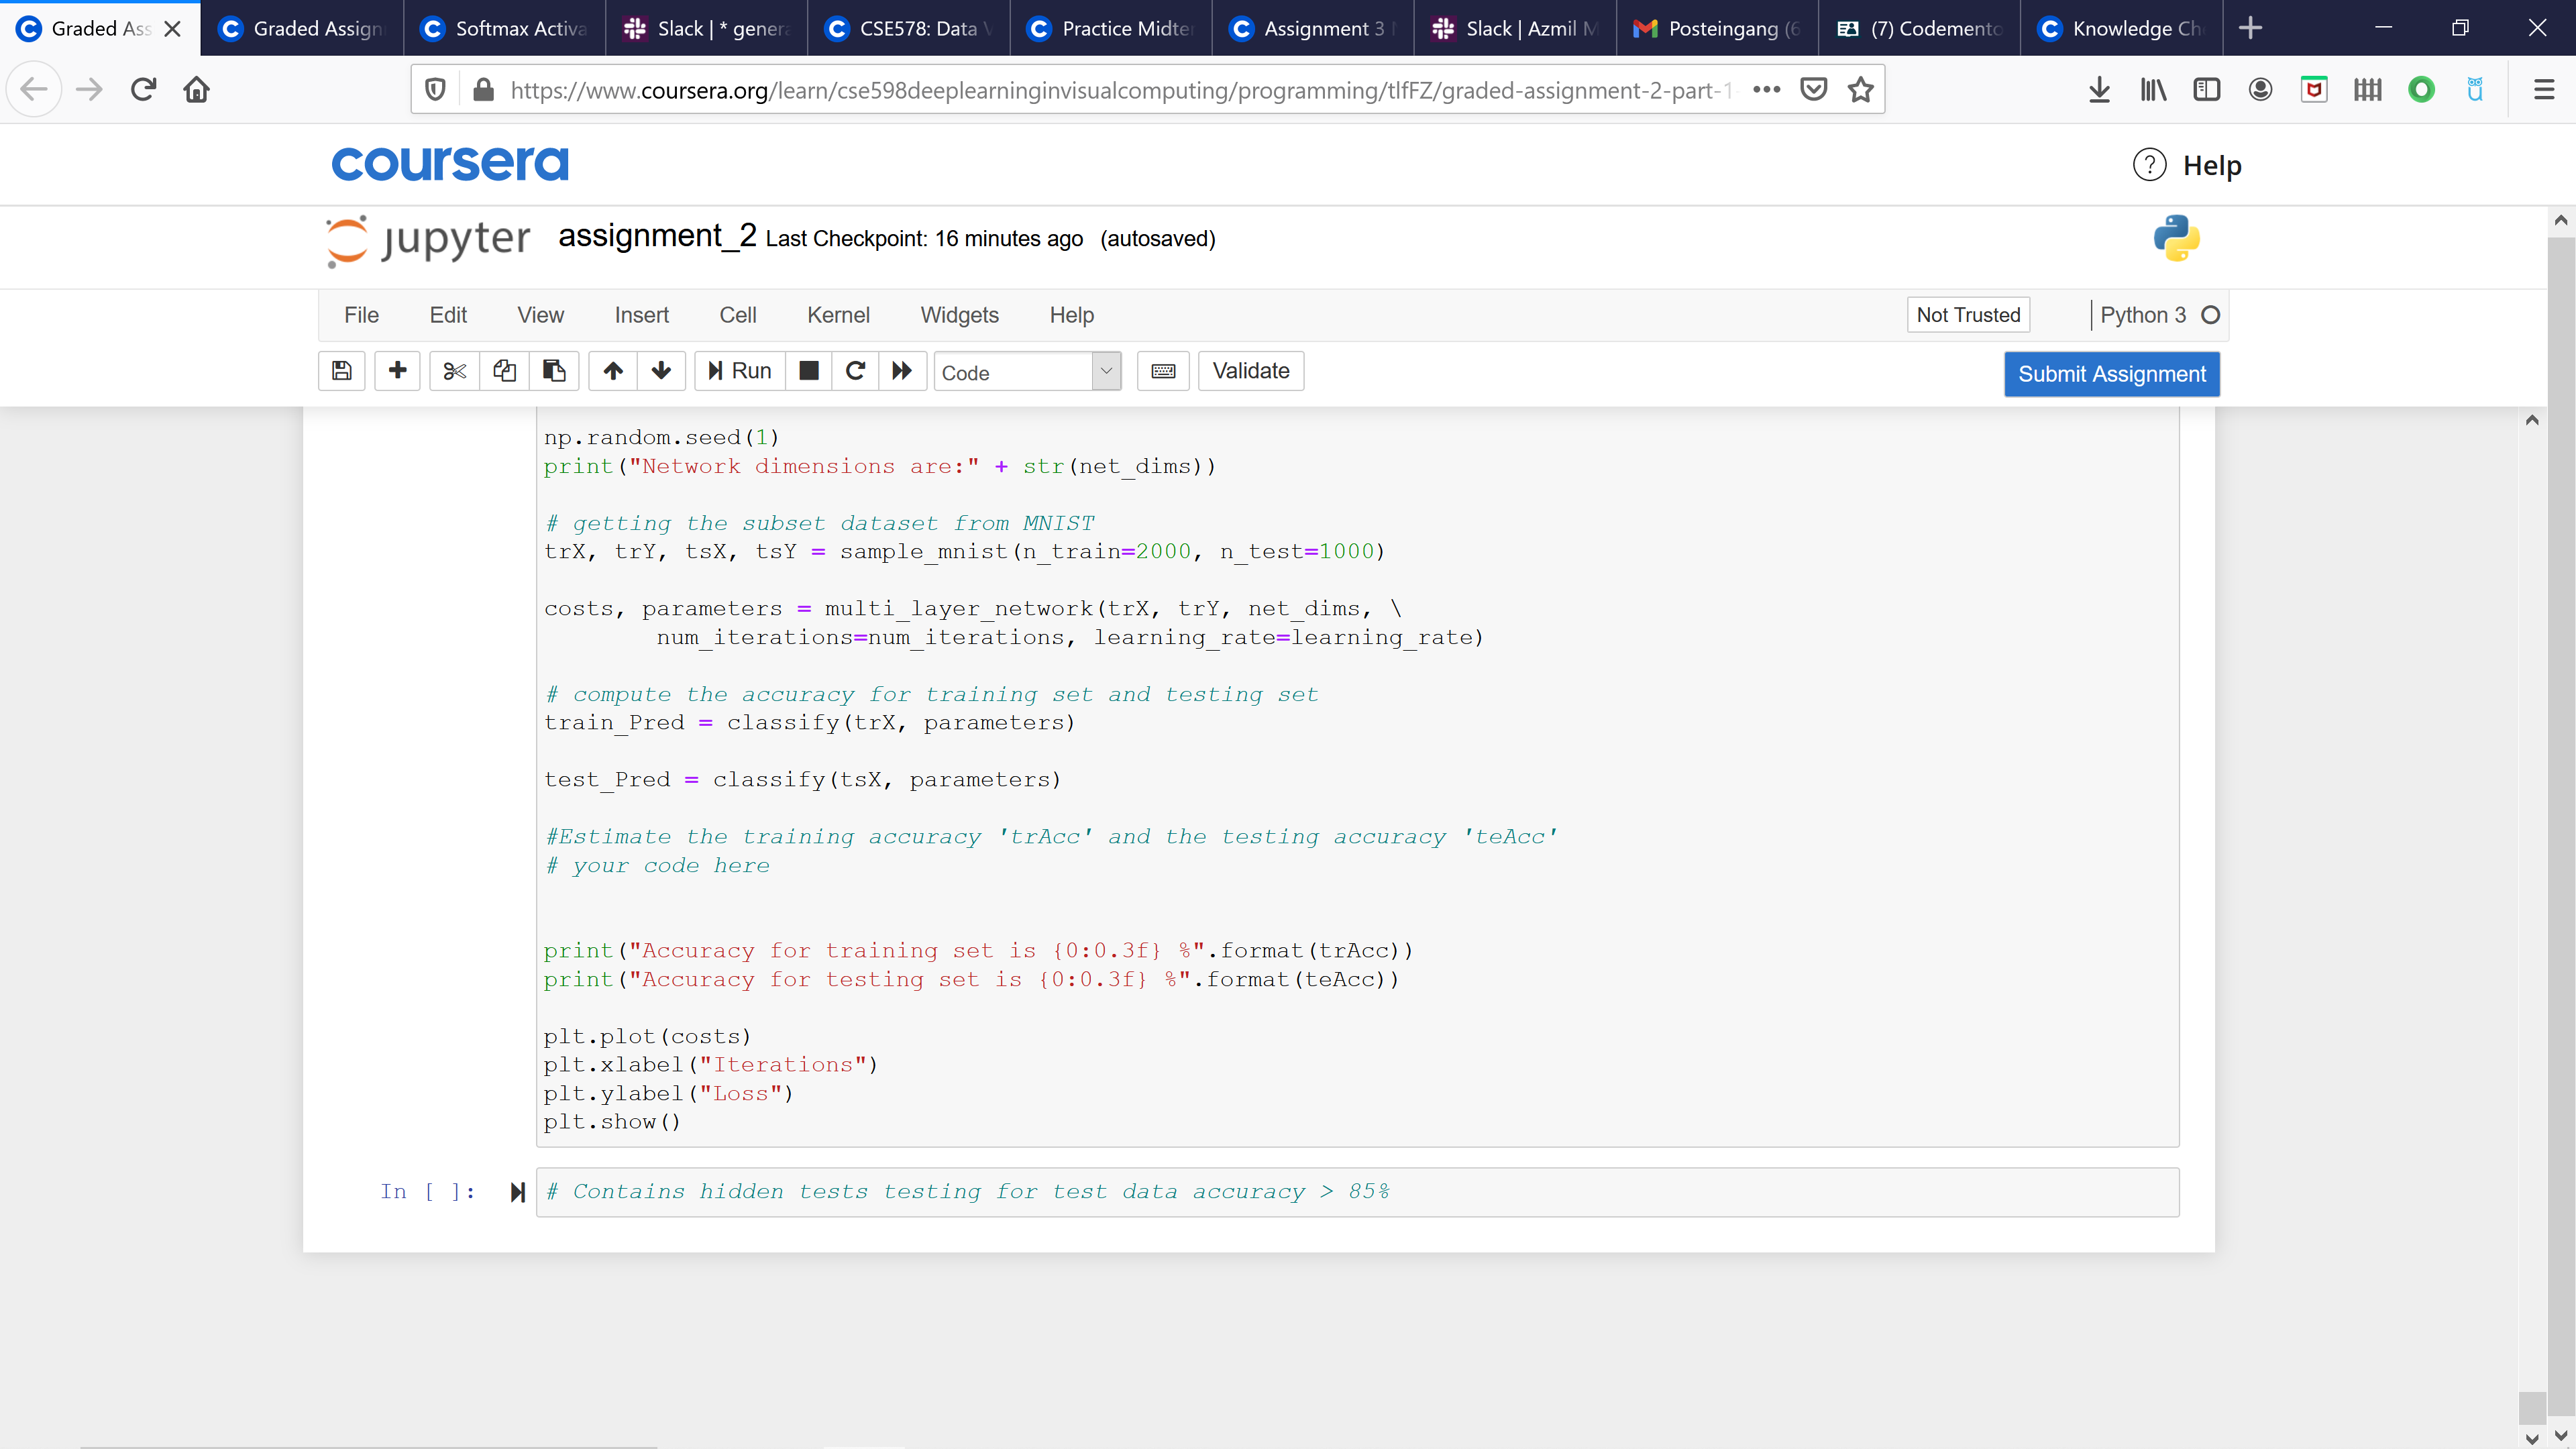 Graded Ass
Graded Assign
Softmax Activa
Slack | * genera
CSE578: Data V
Practice Midter
Assignment 3
Slack | Azmil M
Posteingang (6
(7) Codemento
Knowledge Ch
https://www.coursera.org/learn/cse598deeplearninginvisualcomputing/programming/tlfFZ/graded-assignment-2-part-1-
coursera
Help
jupyter assignment_2 Last Checkpoint: 16 minutes ago (autosaved)
File Edit View Insert Cell Kernel Widgets Help
Not Trusted
Python 3
Run
Code
Validate
Submit Assignment
np.random.seed(1)
print("Network dimensions are:" + str(net_dims))
# getting the subset dataset from MNIST
trX, trY, tsX, tsY = sample_mnist(n_train=2000, n_test=1000)
costs, parameters = multi_layer_network(trX, trY, net_dims, \
num_iterations=num_iterations, learning_rate=learning_rate)
# compute the accuracy for training set and testing set
train_Pred = classify(trX, parameters)
test_Pred = classify(tsX, parameters)
#Estimate the training accuracy 'trAcc' and the testing accuracy 'teAcc'
# your code here
print("Accuracy for training set is {0:0.3f} %".format(trAcc))
print("Accuracy for testing set is {0:0.3f} %".format(teAcc))
plt.plot(costs)
plt.xlabel("Iterations")
plt.ylabel("Loss")
plt.show()
In [ ]:
# Contains hidden tests testing for test data accuracy > 85%